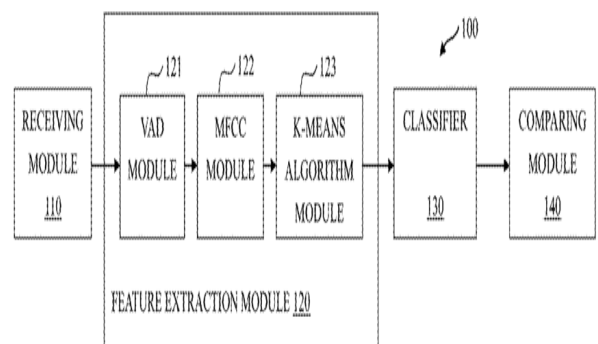 100
121
122
123
RECEIVING
MODULE
110
VAD
MODULE
MFCC
MODULE
K-MEANS
ALGORITHM
MODULE
CLASSIFIER
130
COMPARING
MODULE
140
FEATURE EXTRACTION MODULE 120